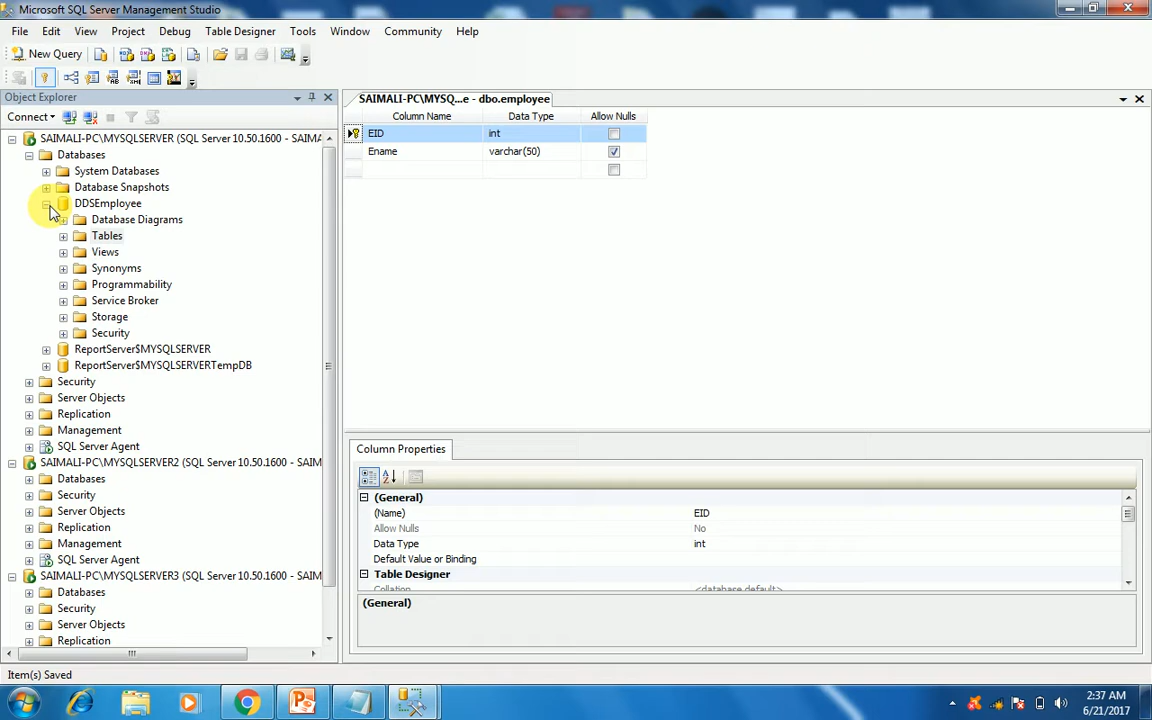 Microsoft SQL Server Management Studio
File Edit View Project Debug Table Designer Tools Window Community Help
New Query
Object Explorer
Connect
SAIMALI-PC\MYSQLSERVER (SQL Server 10.50.1600 - SAIMA
Databases
System Databases
Database Snapshots
DDSEmployee
Database Diagrams
Tables
Views
Synonyms
Programmability
Service Broker
Storage
Security
ReportServer$MYSQLSERVER
ReportServer$MYSQLSERVERTempDB
Security
Server Objects
Replication
Management
SQL Server Agent
SAIMALI-PC\MYSQLSERVER2 (SQL Server 10.50.1600 - SAIM
Databases
Security
Server Objects
Replication
Management
SQL Server Agent
SAIMALI-PC\MYSQLSERVER3 (SQL Server 10.50.1600 - SAIM
Databases
Security
Server Objects
Replication
SAIMALI-PC\MYSQ...e - dbo.employee
Column Name Data Type Allow Nulls
EID int
Ename varchar(50)
Column Properties
(General)
(Name) EID
Allow Nulls No
Data Type int
Default Value or Binding
Table Designer
Collation <database default>
(General)
Item(s) Saved
2:37 AM
6/21/2017